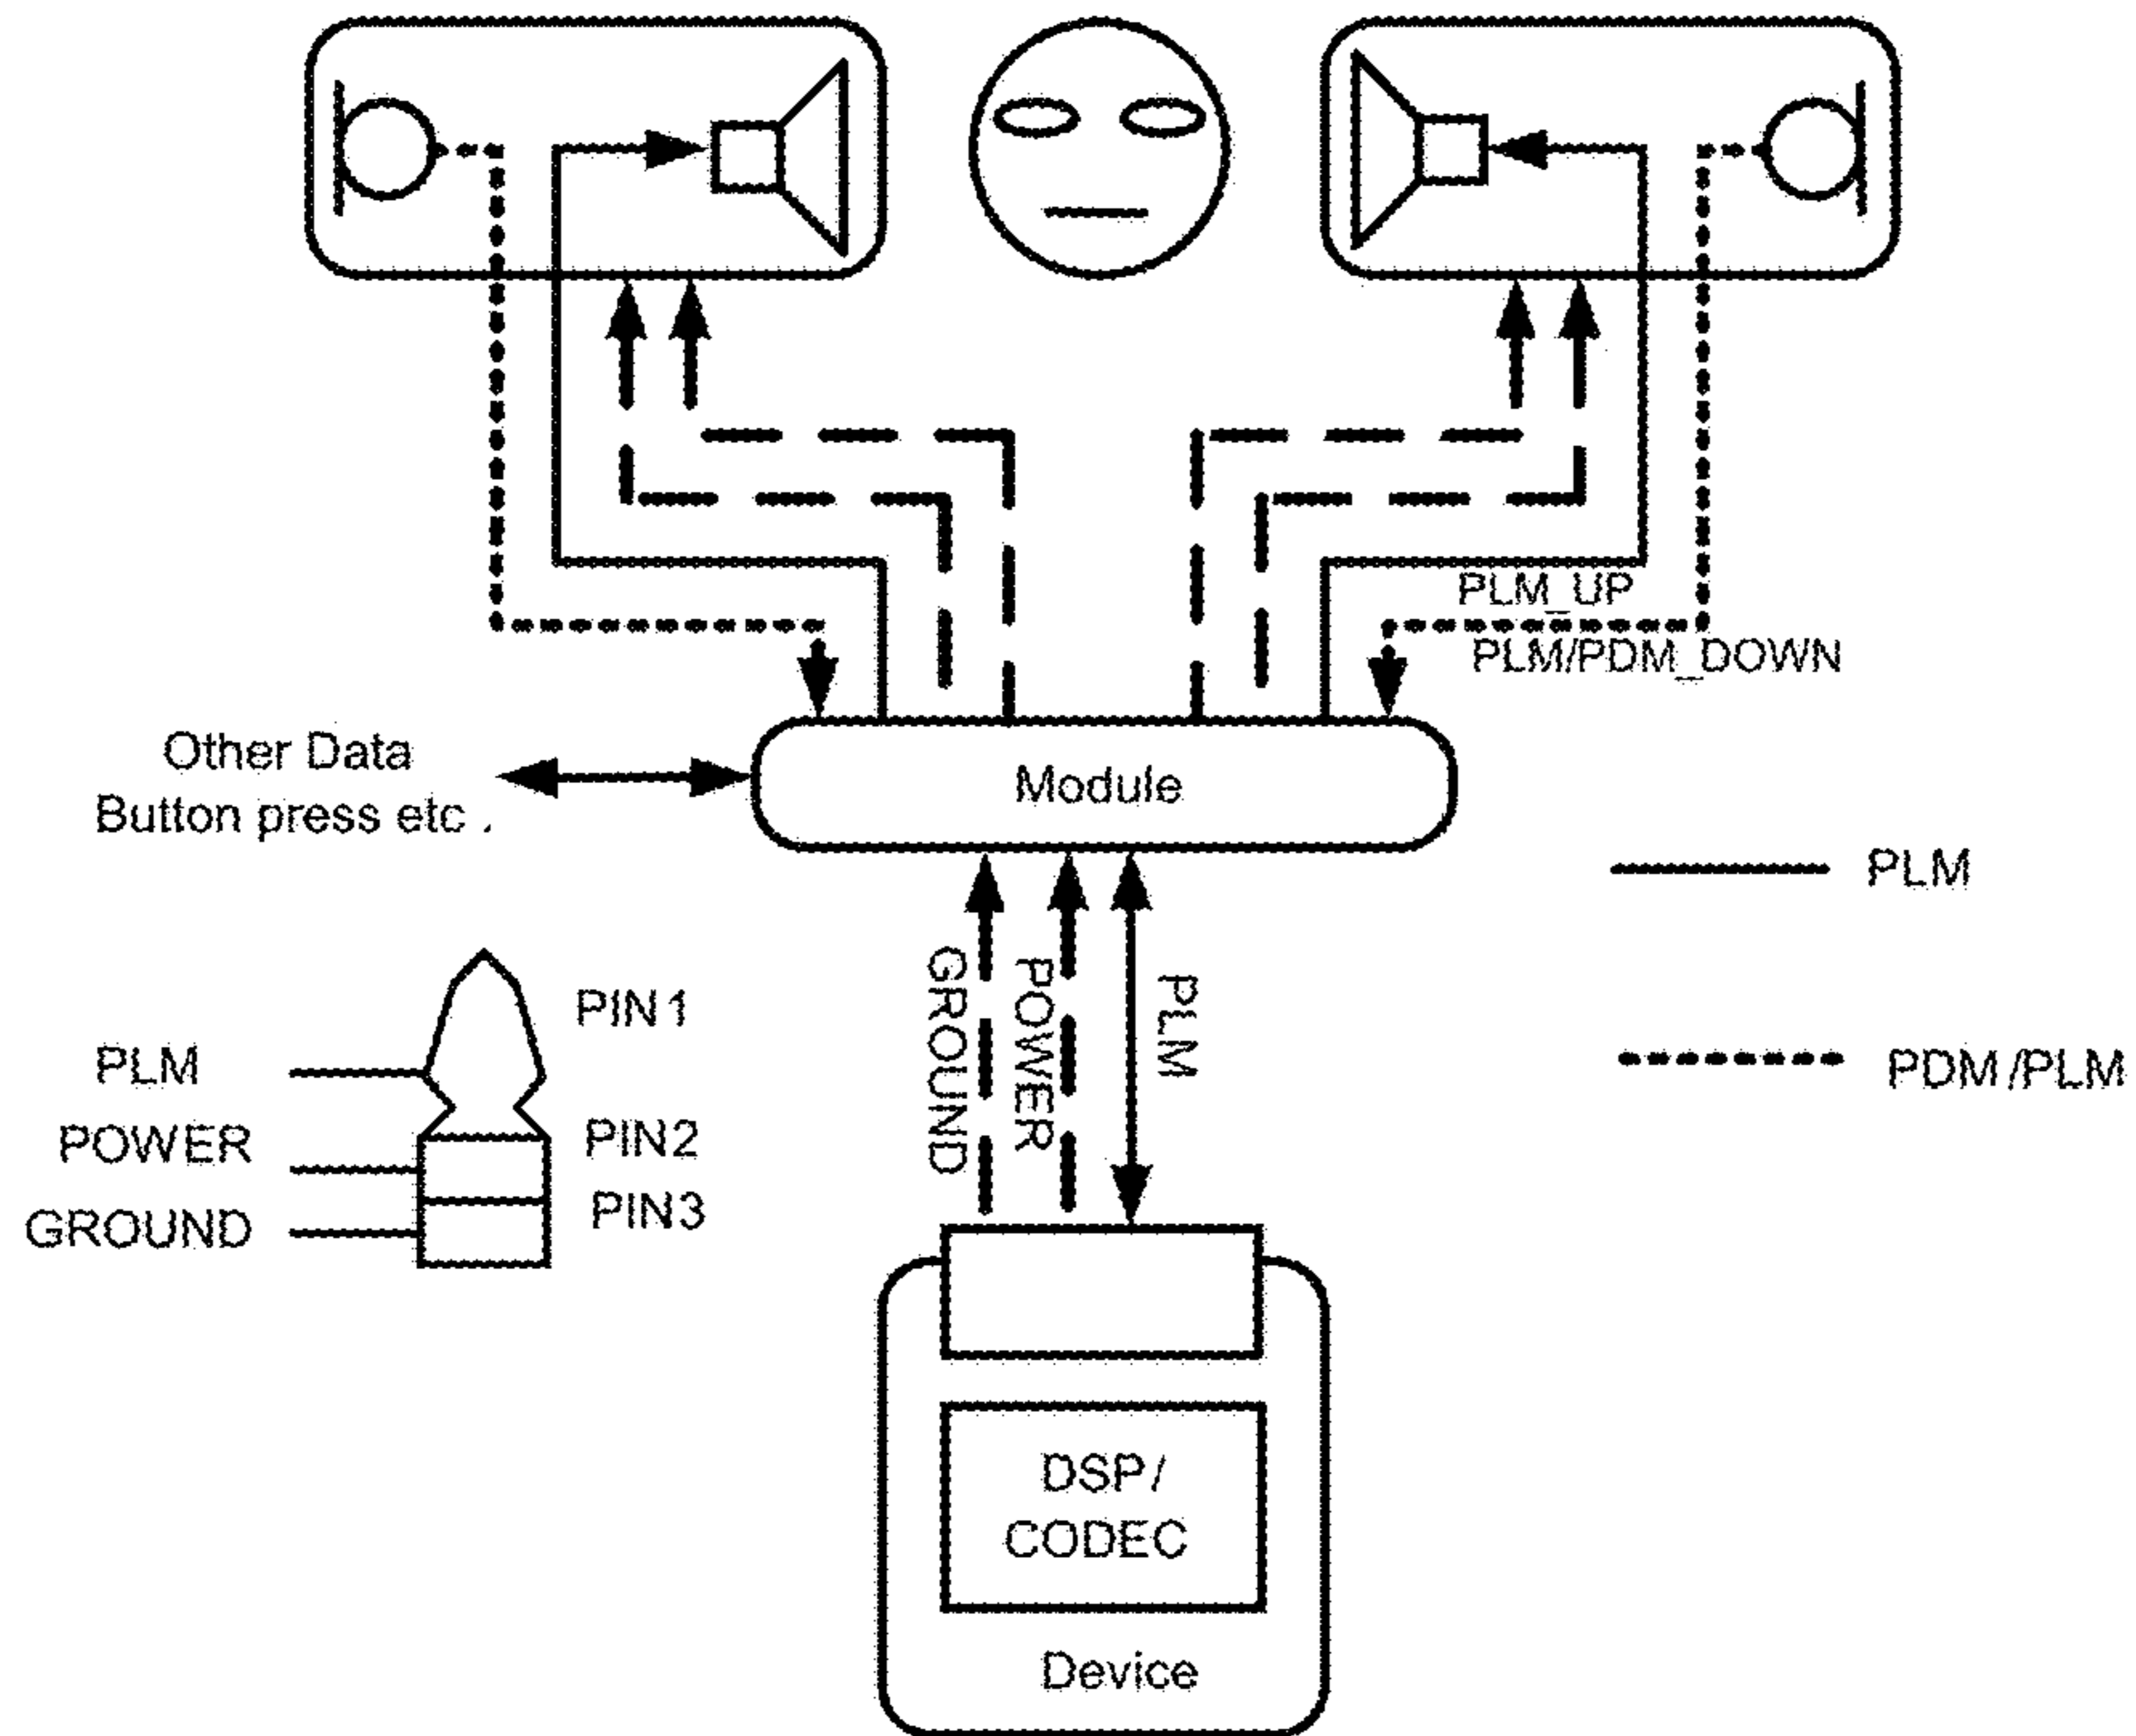 PLM_UP
PLM/PDM_DOWN
Other Data
Button press etc .
Module
PLM
PDM/PLM
GROUND
POWER
PLM
PIN1
PLM
POWER
PIN2
GROUND
PIN3
DSP/
CODEC
Device